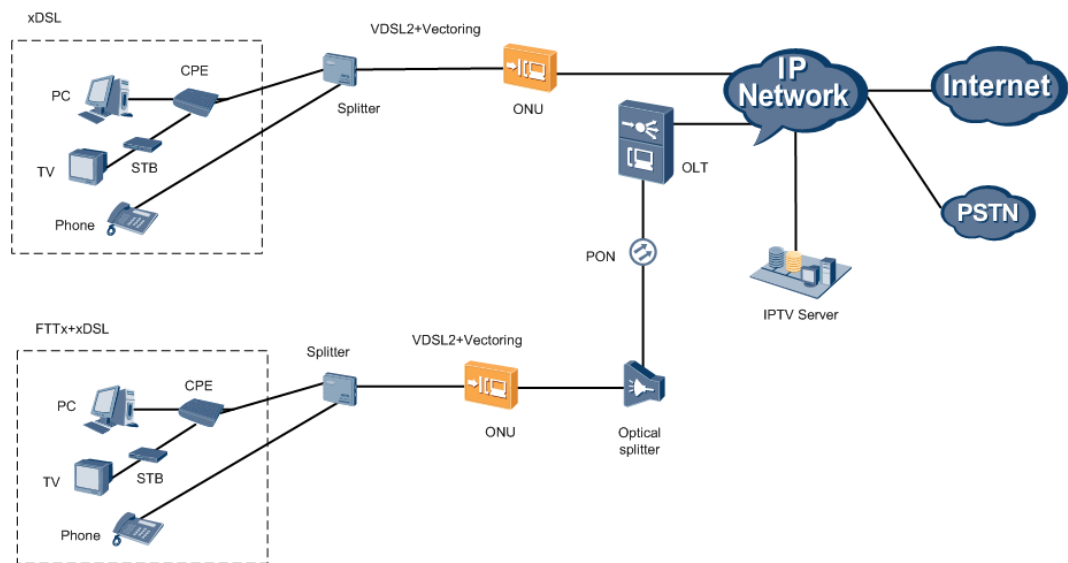 xDSL
VDSL2+Vectoring
PC
CPE
Splitter
ONU
IP
Network
Internet
TV
STB
OLT
Phone
PSTN
PON
IPTV Server
FTTx+xDSL
VDSL2+Vectoring
Splitter
CPE
PC
ONU
Optical
splitter
TV
STB
Phone